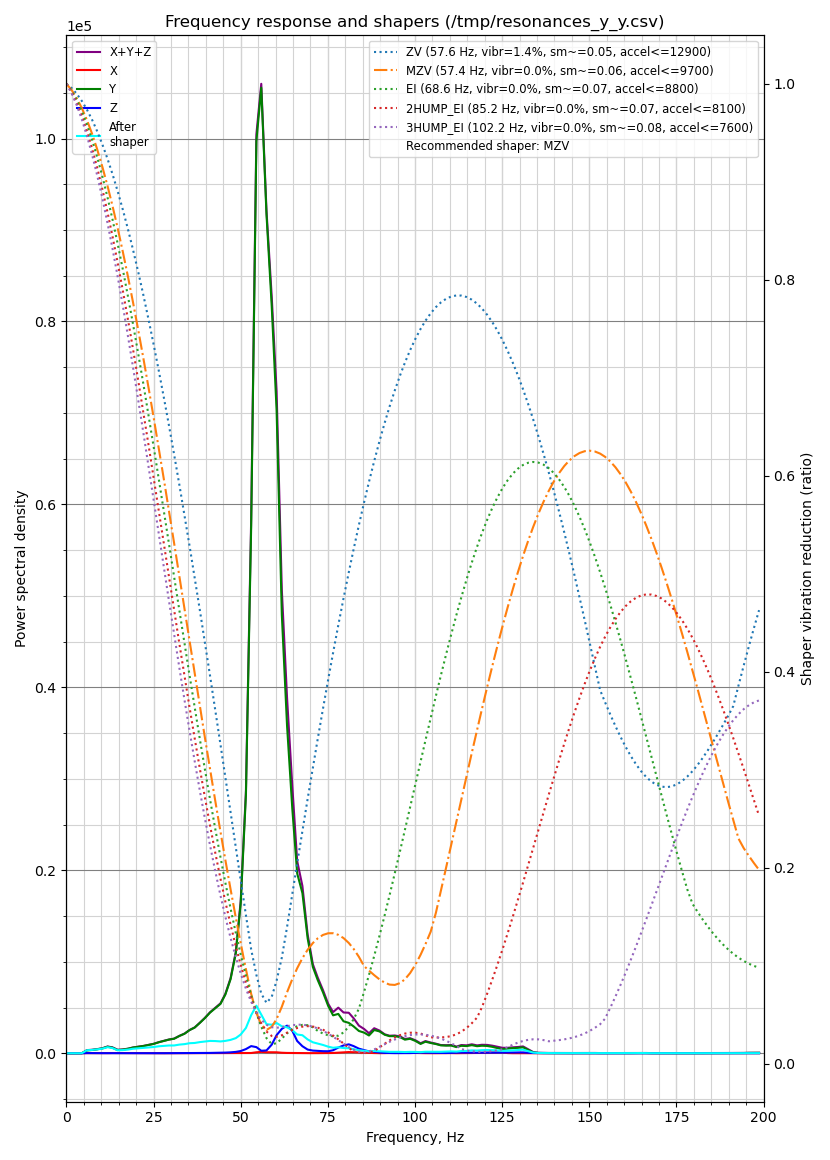 Frequency response and shapers (/tmp/resonances_y_y.csv)
1e5
X+Y+Z
X
Y
Z
After
shaper
ZV (57.6 Hz, vibr=1.4%, sm~=0.05, accel<=12900)
MZV (57.4 Hz, vibr=0.0%, sm~=0.06, accel<=9700)
EI (68.6 Hz, vibr=0.0%, sm~=0.07, accel<=8800)
2HUMP_EI (85.2 Hz, vibr=0.0%, sm~=0.07, accel<=8100)
3HUMP_EI (102.2 Hz, vibr=0.0%, sm~=0.08, accel<=7600)
Recommended shaper: MZV
Power spectral density
1.0
0.8
0.6
0.4
0.2
0.0
1.0
0.8
0.6
0.4
0.2
0.0
Shaper vibration reduction (ratio)
0 25 50 75 100 125 150 175 200
Frequency, Hz